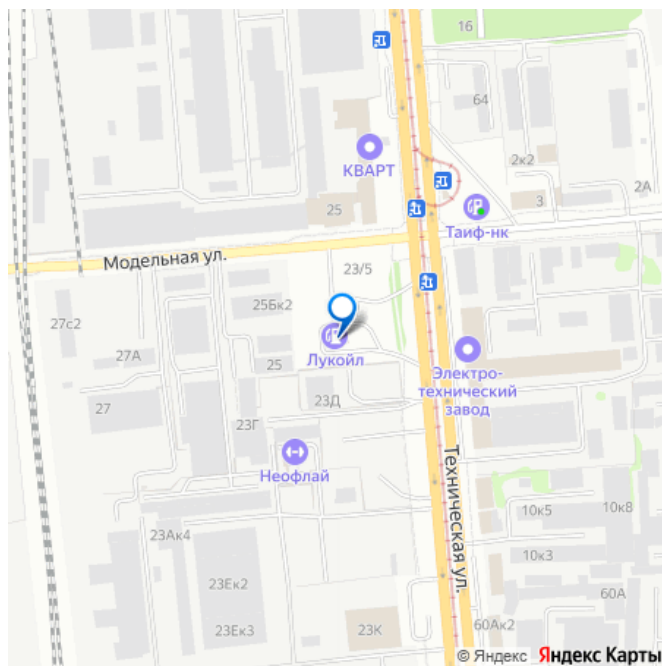 16
64
КВАРТ
2к2
2А
25
3
Таиф-нк
Модельная ул.
23/5
25Бк2
27с2
27А
Лукойл
25
Электро-
технический
завод
23Д
27
23Г
Неофлай
Техническая ул.
10к5
10к8
23Ак4
10к3
23Ек2
60А
23Ек3
23К
60Ак2
© Яндекс Яндекс Карты